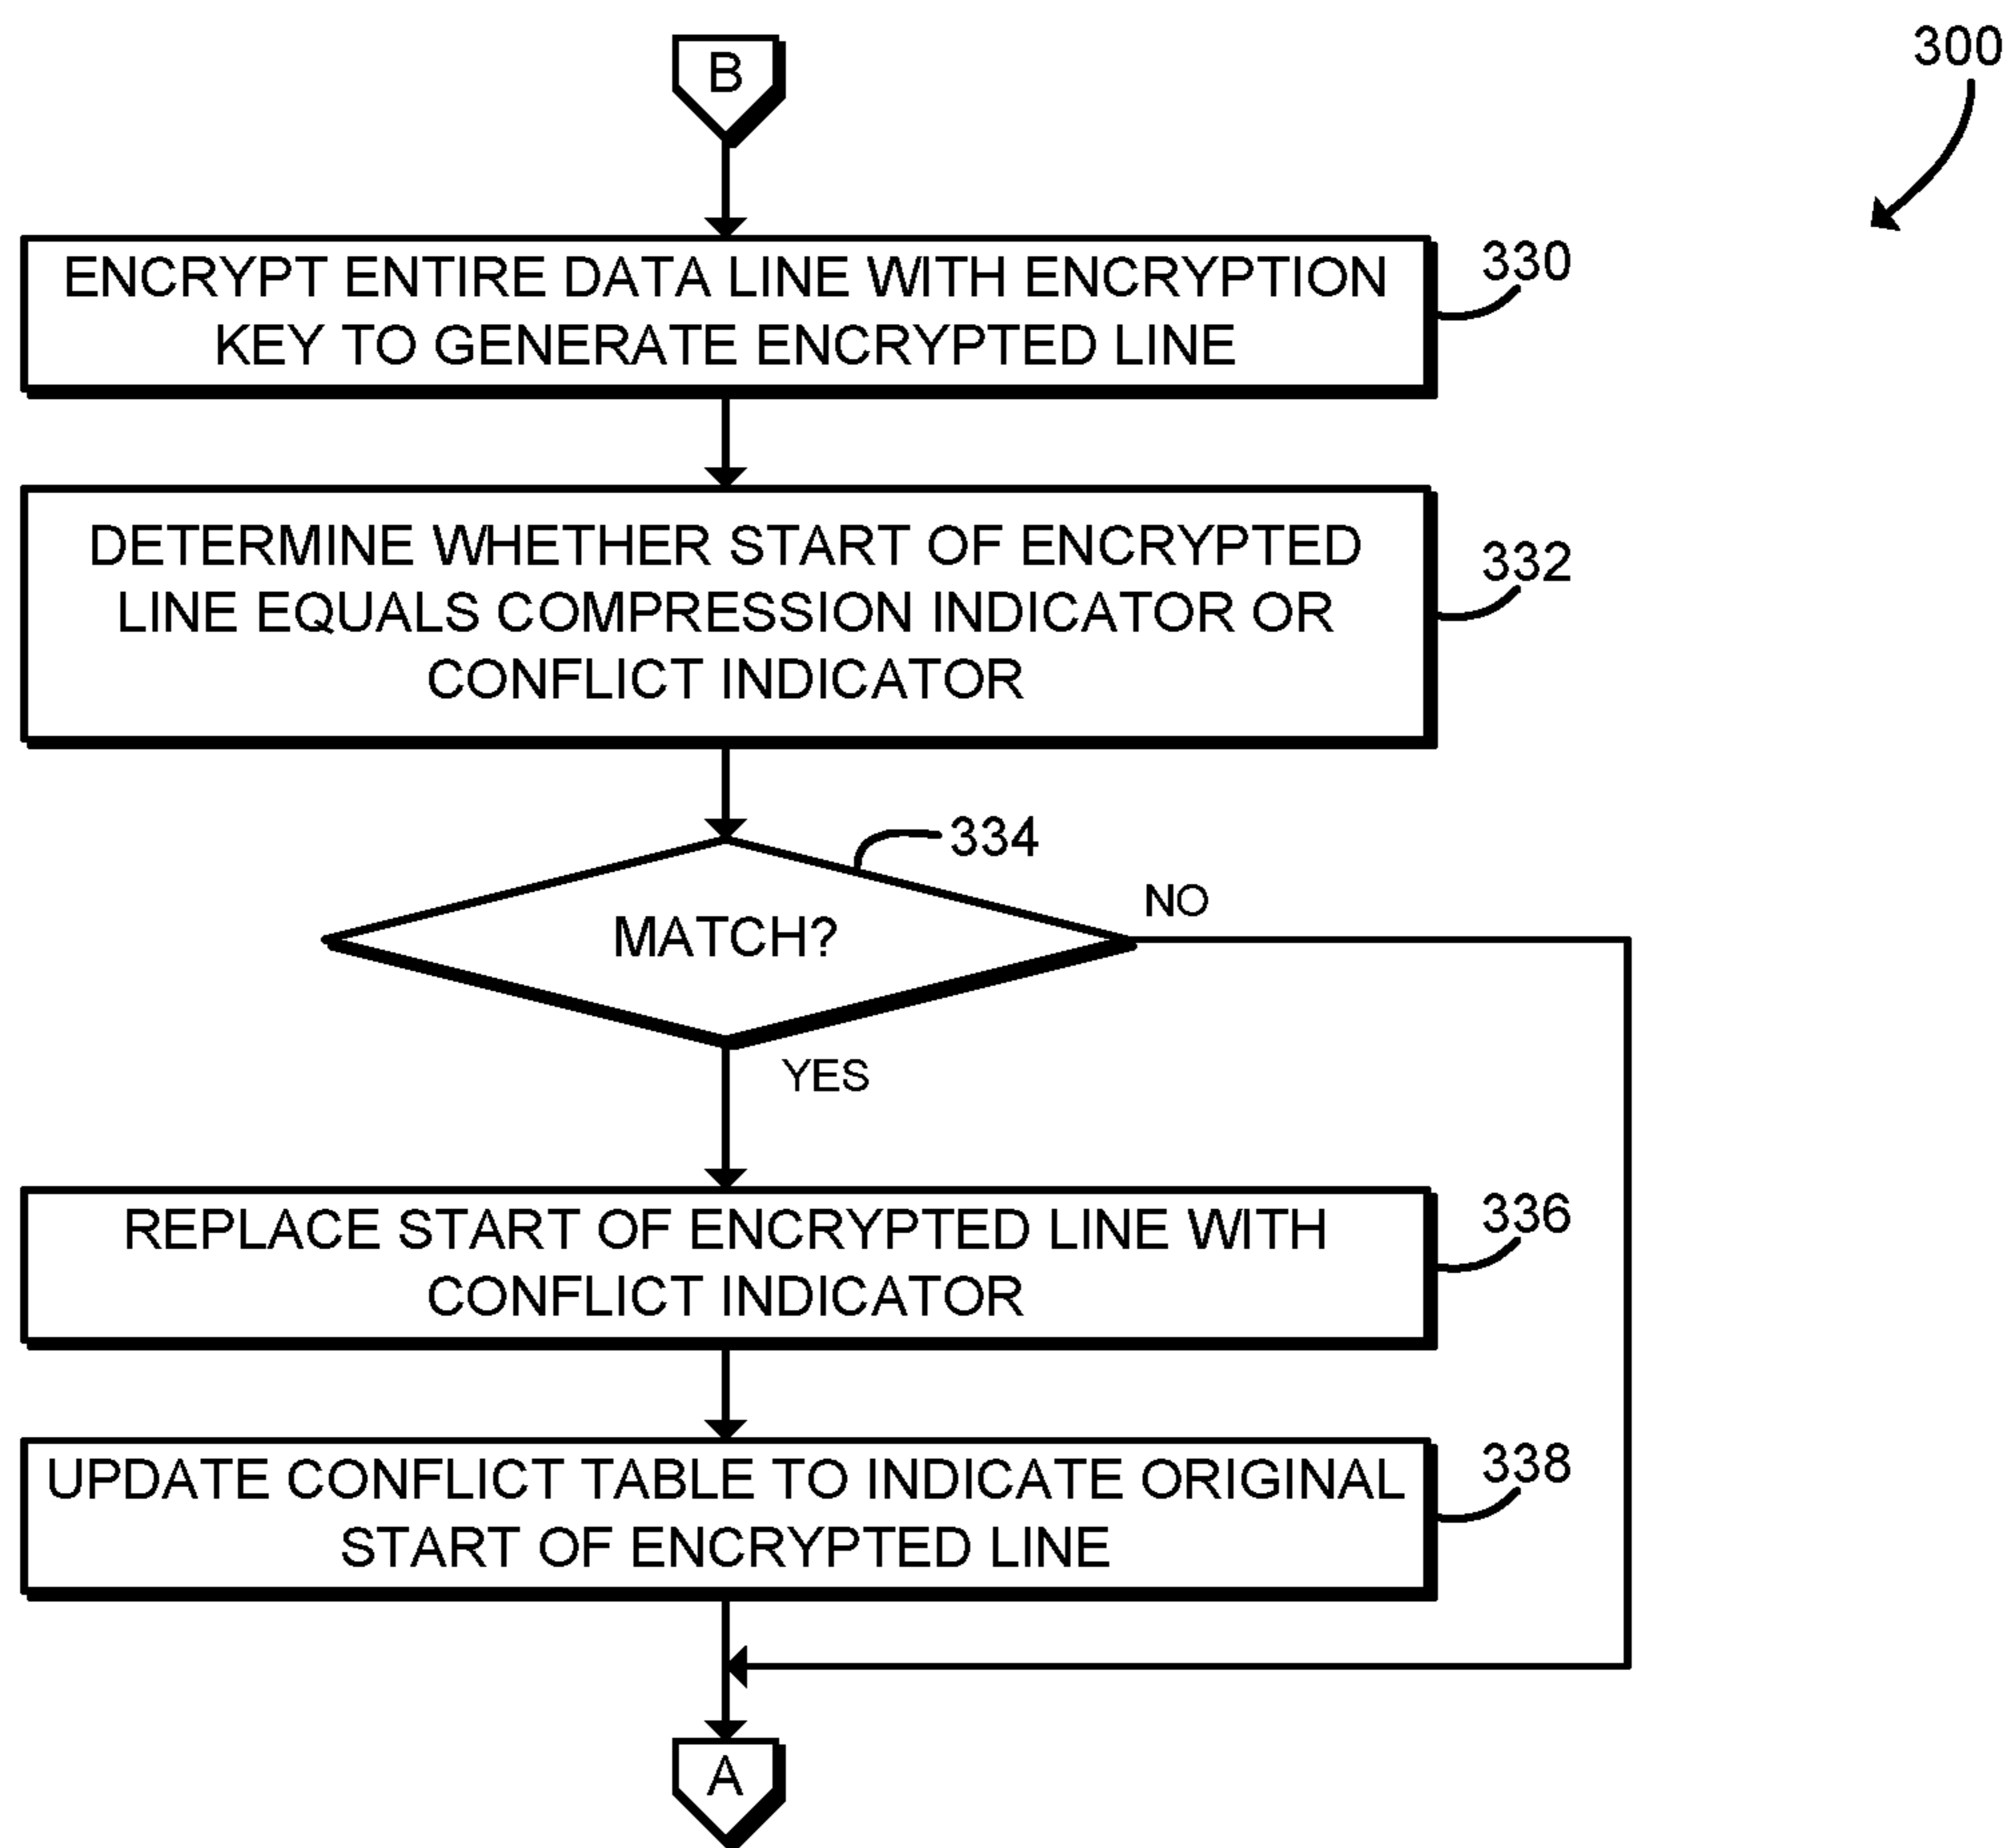 B
300
ENCRYPT ENTIRE DATA LINE WITH ENCRYPTION
KEY TO GENERATE ENCRYPTED LINE
330
DETERMINE WHETHER START OF ENCRYPTED
LINE EQUALS COMPRESSION INDICATOR OR
CONFLICT INDICATOR
332
334
MATCH?
NO
YES
REPLACE START OF ENCRYPTED LINE WITH
CONFLICT INDICATOR
336
UPDATE CONFLICT TABLE TO INDICATE ORIGINAL
START OF ENCRYPTED LINE
338
A